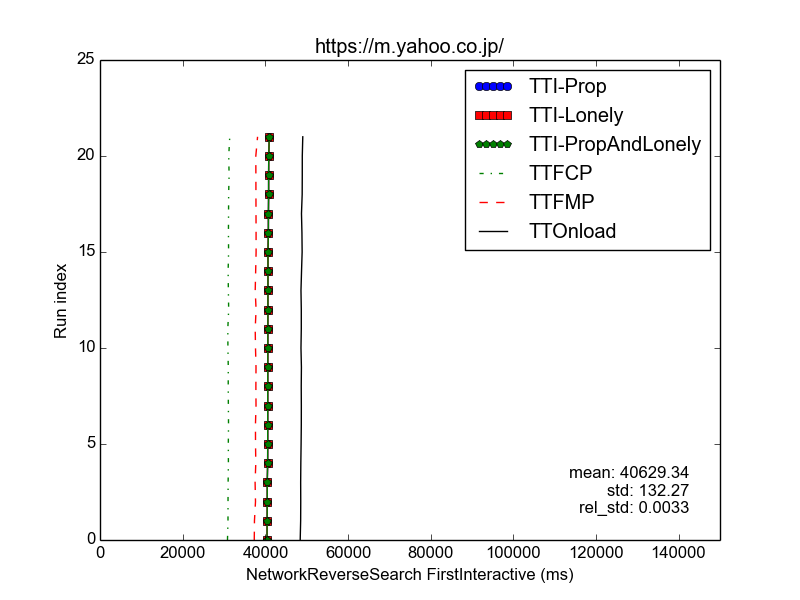 https://m.yahoo.co.jp/
25
20
15
10
5
0
Run index
TTI-Prop
TTI-Lonely
TTI-PropAndLonely
TTFCP
TTFMP
TTOnload
mean: 40629.34
std: 132.27
rel_std: 0.0033
0 20000 40000 60000 80000 100000 120000 140000
NetworkReverseSearch FirstInteractive (ms)